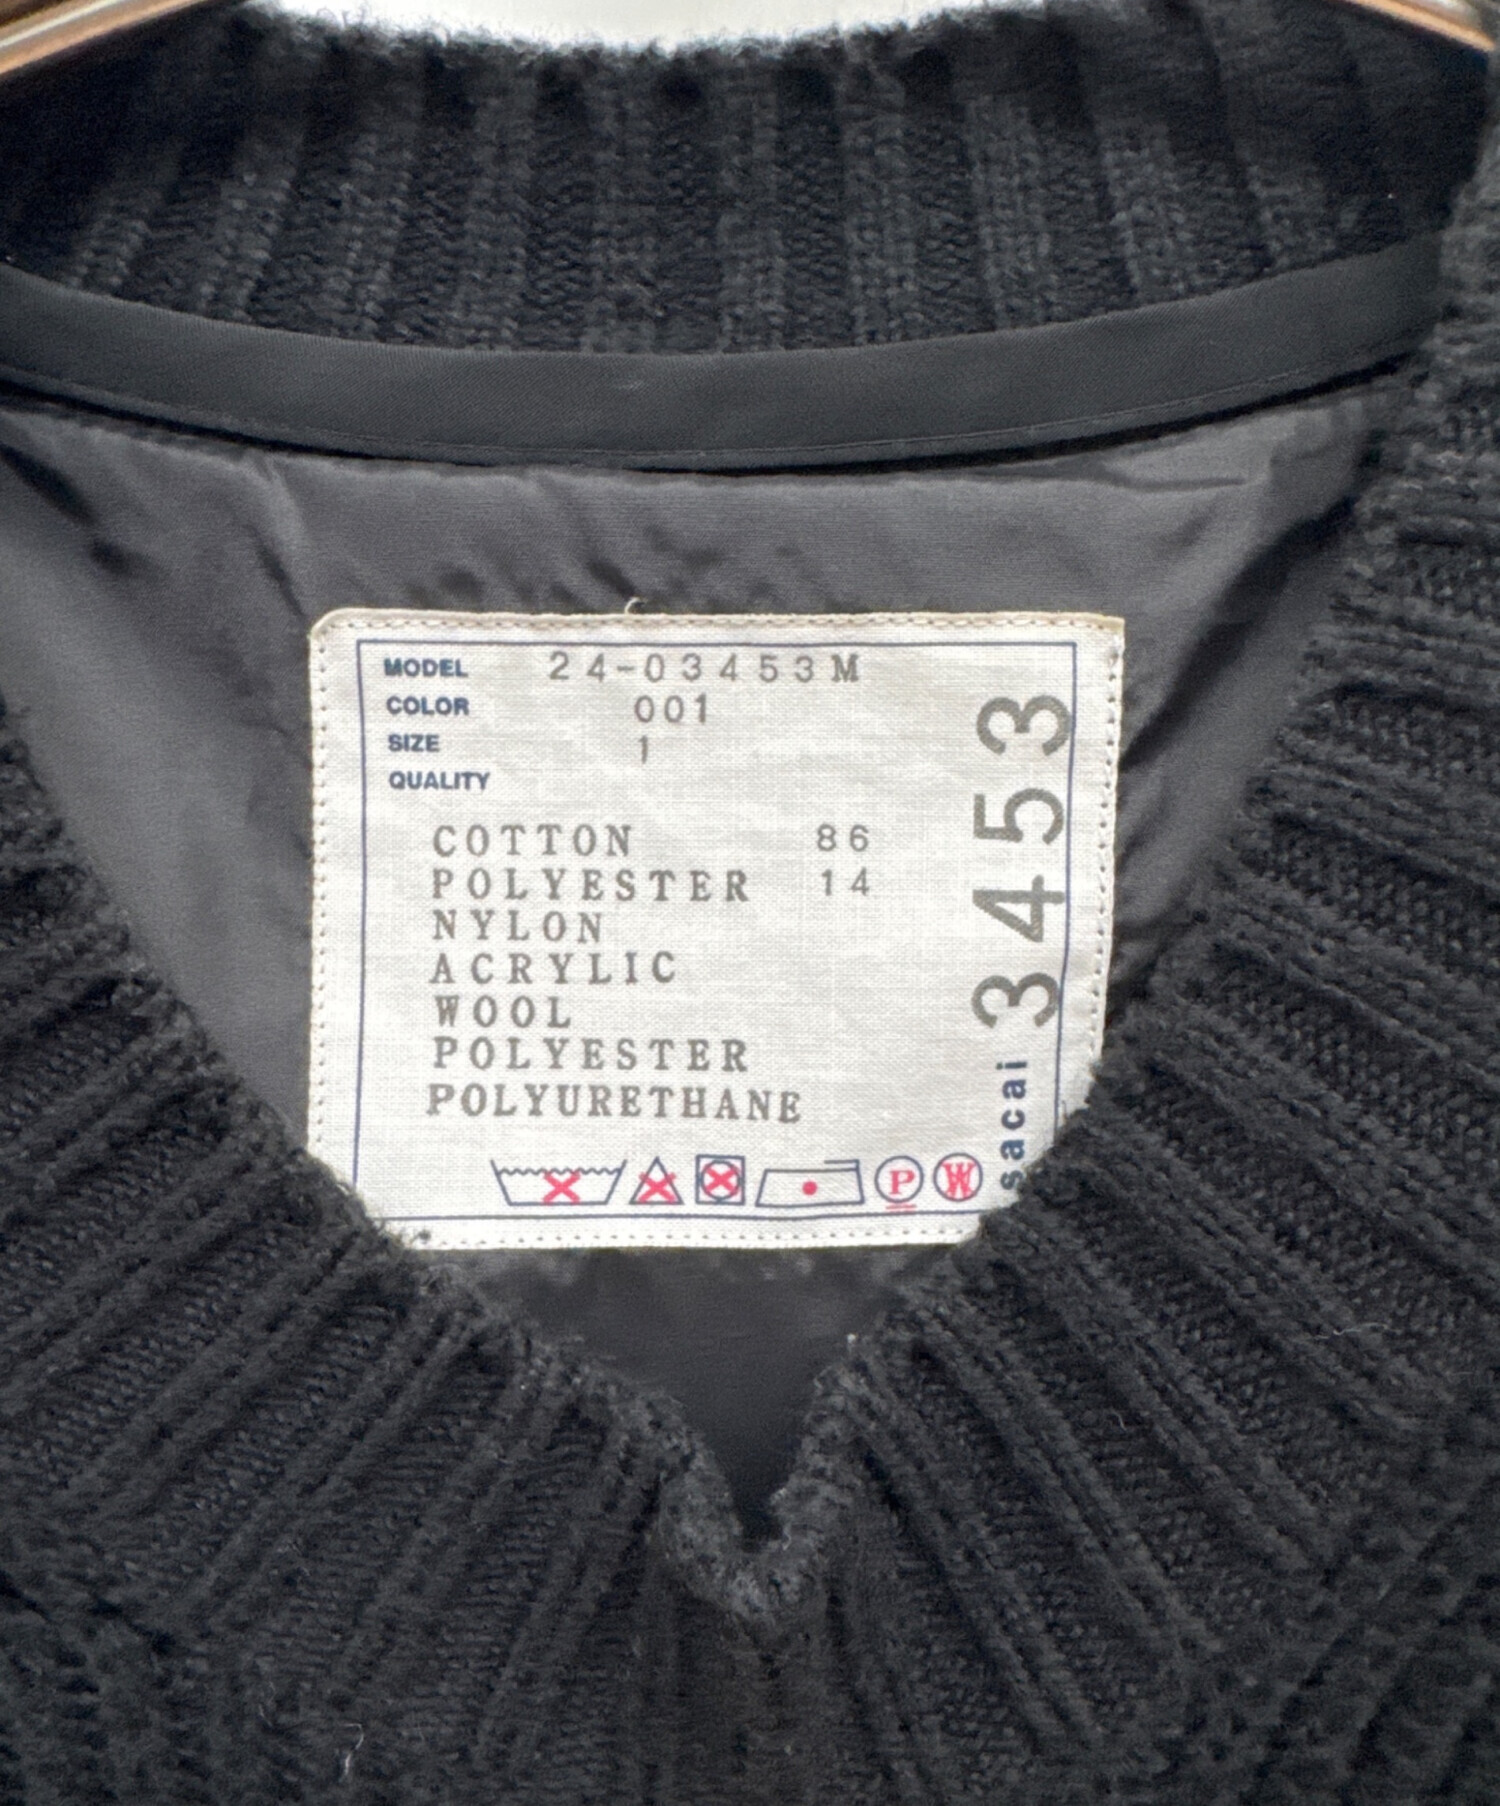 MODEL 24-03453M
COLOR 001
SIZE 1
QUALITY
COTTON 86
POLYESTER 14
NYLON
ACRYLIC
WOOL
POLYESTER
POLYURETHANE
P W
sacai 3453